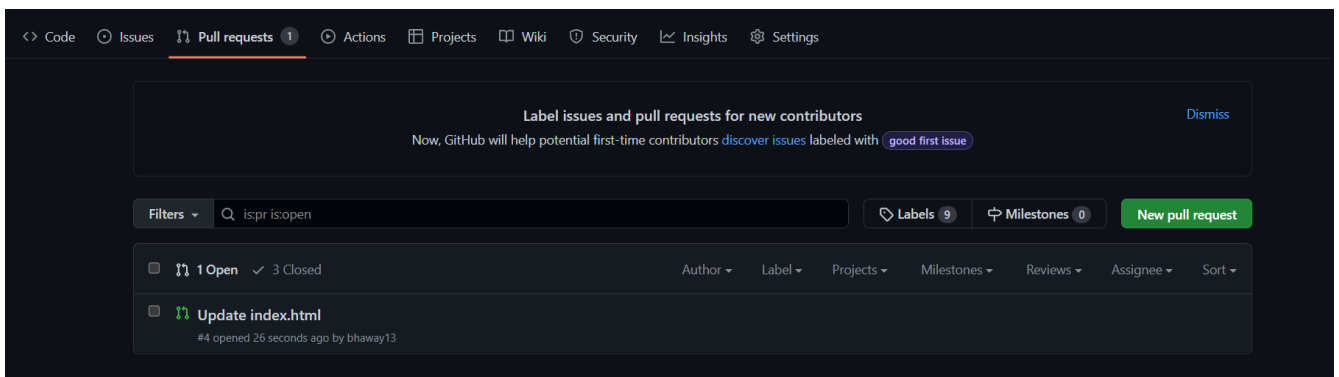 Code Issues Pull requests 1 Actions Projects Wiki Security Insights Settings
Label issues and pull requests for new contributors
Dismiss
Now, GitHub will help potential first-time contributors discover issues labeled with good first issue
Filters is:pr is:open Labels 9 Milestones 0 New pull request
1 Open 3 Closed Author Label Projects Milestones Reviews Assignee Sort
Update index.html
#4 opened 26 seconds ago by bhaway13